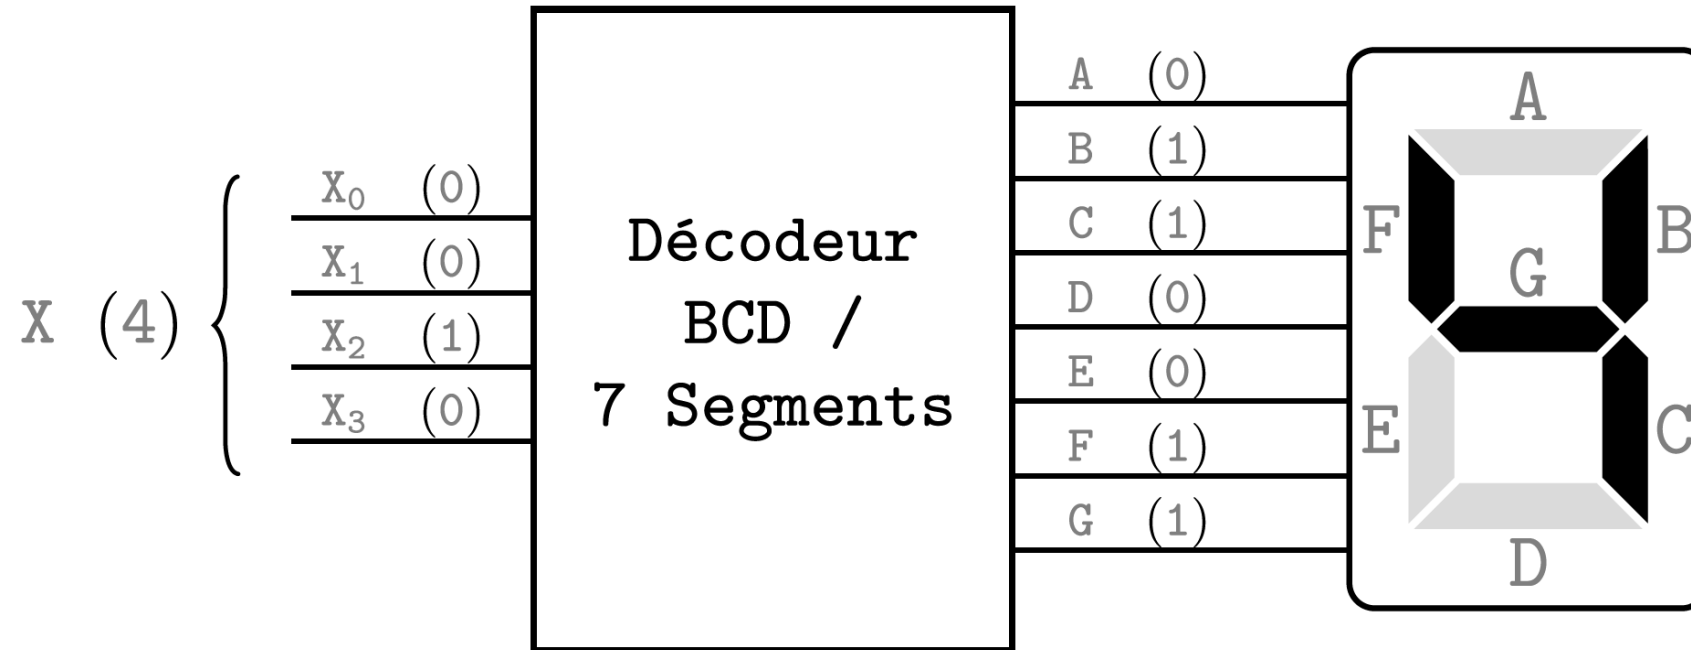 X (4)
X0 (0)
X1 (0)
X2 (1)
X3 (0)
Décodeur
BCD /
7 Segments
A (0)
B (1)
C (1)
D (0)
E (0)
F (1)
G (1)
A
F
B
G
E
C
D